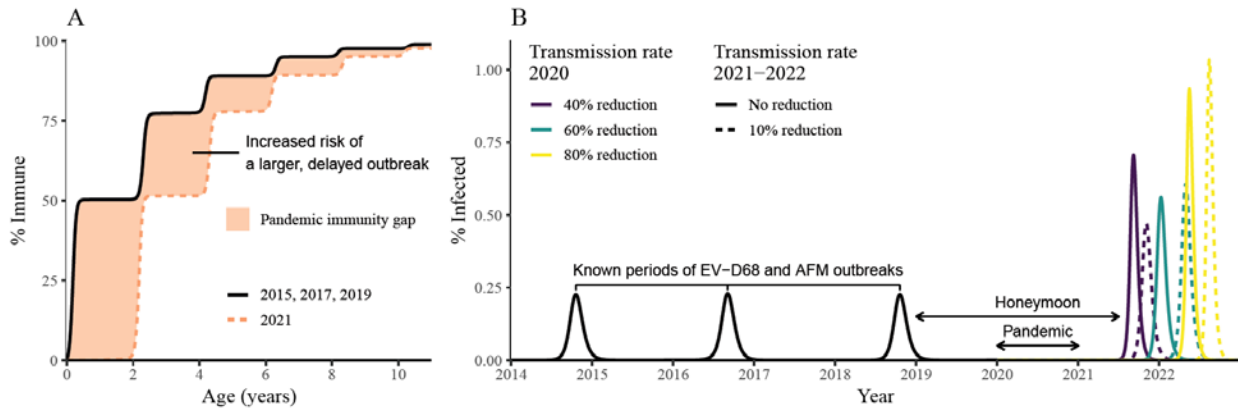 A
% Immune
100
75
50
25
0
Increased risk of
a larger, delayed outbreak
Pandemic immunity gap
2015, 2017, 2019
2021
0 2 4 6 8 10
Age (years)
B
% Infected
1.00
0.75
0.50
0.25
0.00
Transmission rate
2020
40% reduction
60% reduction
80% reduction
Transmission rate
2021−2022
No reduction
10% reduction
Known periods of EV−D68 and AFM outbreaks
Honeymoon
Pandemic
2014 2015 2016 2017 2018 2019 2020 2021 2022
Year